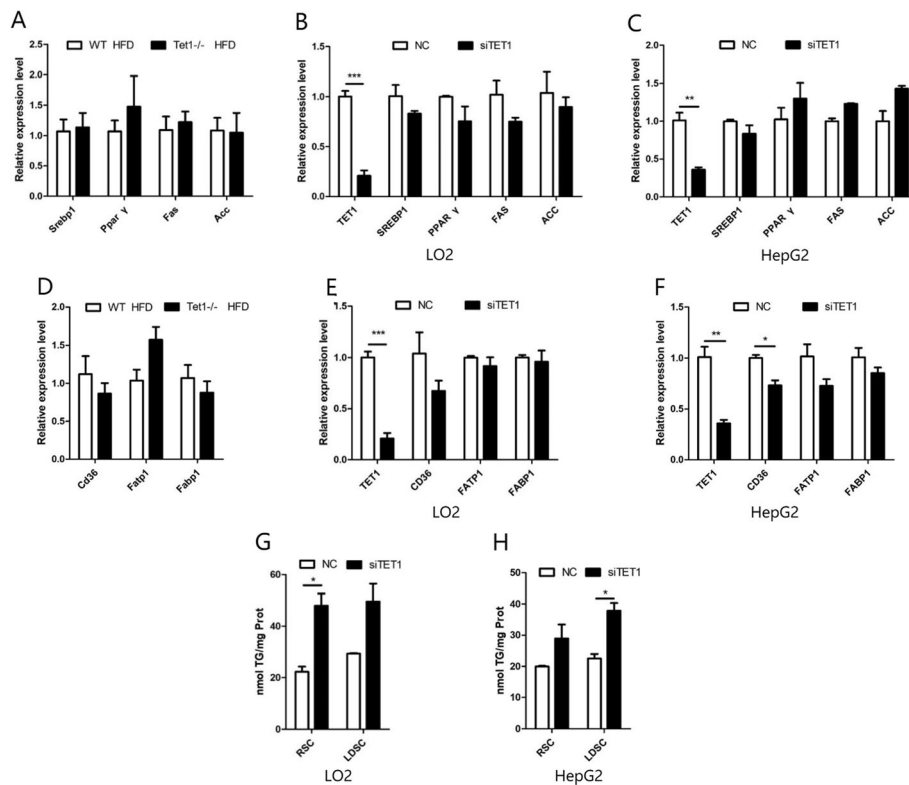 A
WT HFD Tet1-/- HFD
Relative expression level
2.5
2.0
1.5
1.0
0.5
0.0
Srebp1 Ppar γ Fas Acc
B
NC siTET1
Relative expression level
1.5
1.0
0.5
0.0
***
TET1 SREBP1 PPAR γ FAS ACC
LO2
C
NC siTET1
Relative expression level
2.0
1.5
1.0
0.5
0.0
**
TET1 SREBP1 PPAR γ FAS ACC
HepG2
D
WT HFD Tet1-/- HFD
Relative expression level
2.0
1.5
1.0
0.5
0.0
Cd36 Fatp1 Fabp1
E
NC siTET1
Relative expression level
1.5
1.0
0.5
0.0
***
TET1 CD36 FATP1 FABP1
LO2
F
NC siTET1
Relative expression level
1.5
1.0
0.5
0.0
** *
TET1 CD36 FATP1 FABP1
HepG2
G
NC siTET1
nmol TG/mg Prot
60
40
20
0
*
RSC LDSC
LO2
H
NC siTET1
nmol TG/mg Prot
50
40
30
20
10
0
*
RSC LDSC
HepG2